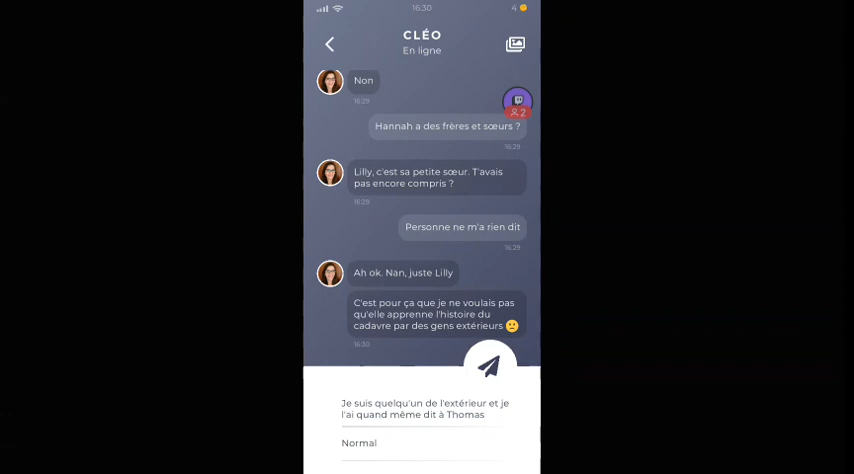 16:30
4
CLÉO
En ligne
Non
16:29
2
Hannah a des frères et sœurs ?
16:29
Lilly, c'est sa petite sœur. T'avais
pas encore compris ?
16:29
Personne ne m'a rien dit
16:29
Ah ok. Nan, juste Lilly
C'est pour ça que je ne voulais pas
qu'elle apprenne l'histoire du
cadavre par des gens extérieurs 🙁
16:30
Je suis quelqu'un de l'extérieur et je
l'ai quand même dit à Thomas
Normal